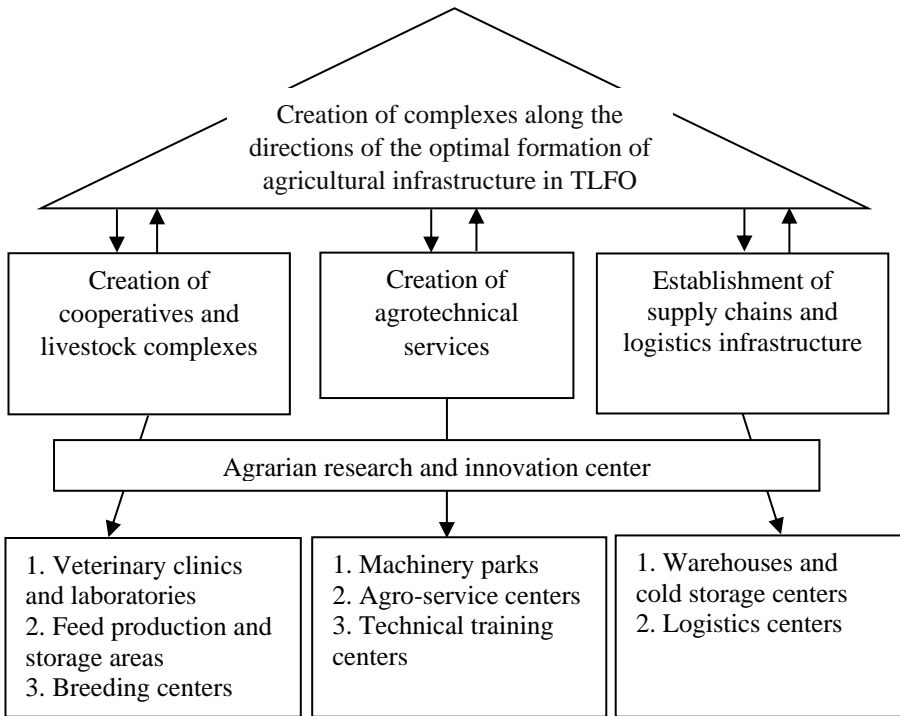 Creation of complexes along the
directions of the optimal formation of
agricultural infrastructure in TLFO
Creation of
cooperatives and
livestock complexes
Creation of
agrotechnical
services
Establishment of
supply chains and
logistics infrastructure
Agrarian research and innovation center
1. Veterinary clinics
and laboratories
2. Feed production and
storage areas
3. Breeding centers
1. Machinery parks
2. Agro-service centers
3. Technical training
centers
1. Warehouses and
cold storage centers
2. Logistics centers